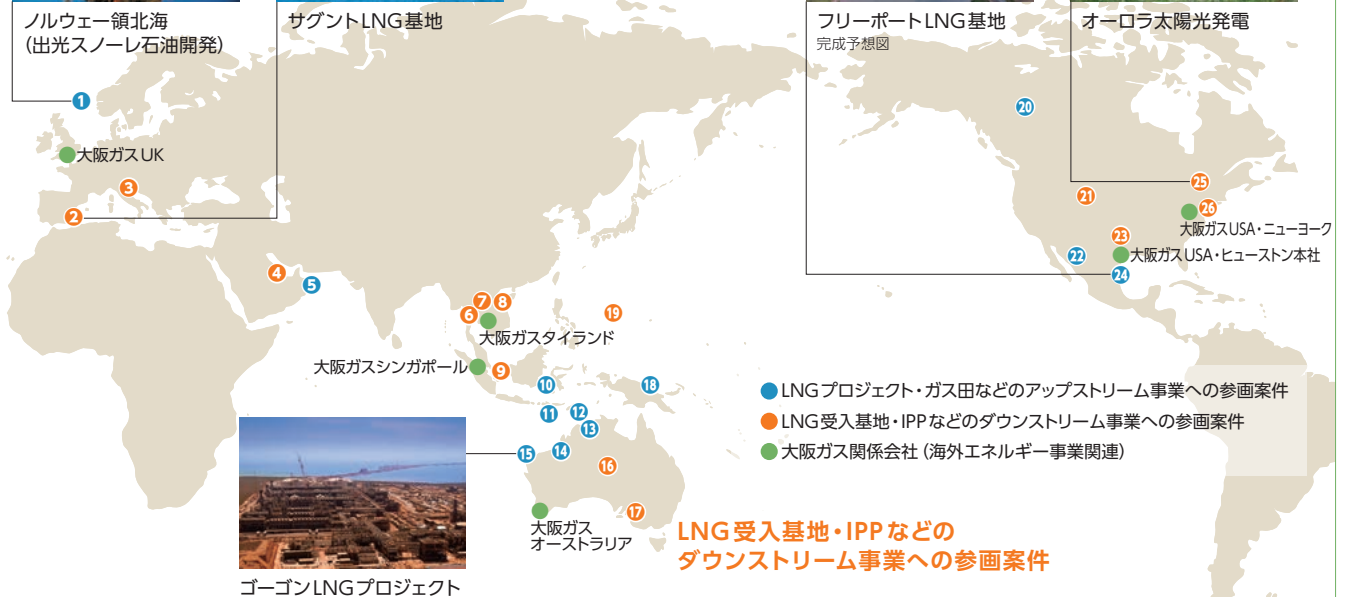 ノルウェー領北海
（出光スノーレ石油開発）
サグントLNG基地
フリーポートLNG基地
完成予想図
オーロラ太陽光発電
1
20
大阪ガスUK
3
2
25
21
26
大阪ガスUSA・ニューヨーク
23
22
大阪ガスUSA・ヒューストン本社
24
4
5
7
8
6
19
大阪ガスタイランド
大阪ガスシンガポール
9
10
18
11
12
13
14
15
16
17
●LNGプロジェクト・ガス田などのアップストリーム事業への参画案件
●LNG受入基地・IPPなどのダウンストリーム事業への参画案件
●大阪ガス関係会社（海外エネルギー事業関連）
大阪ガス
オーストラリア
LNG受入基地・IPPなどの
ダウンストリーム事業への参画案件
ゴーゴンLNGプロジェクト